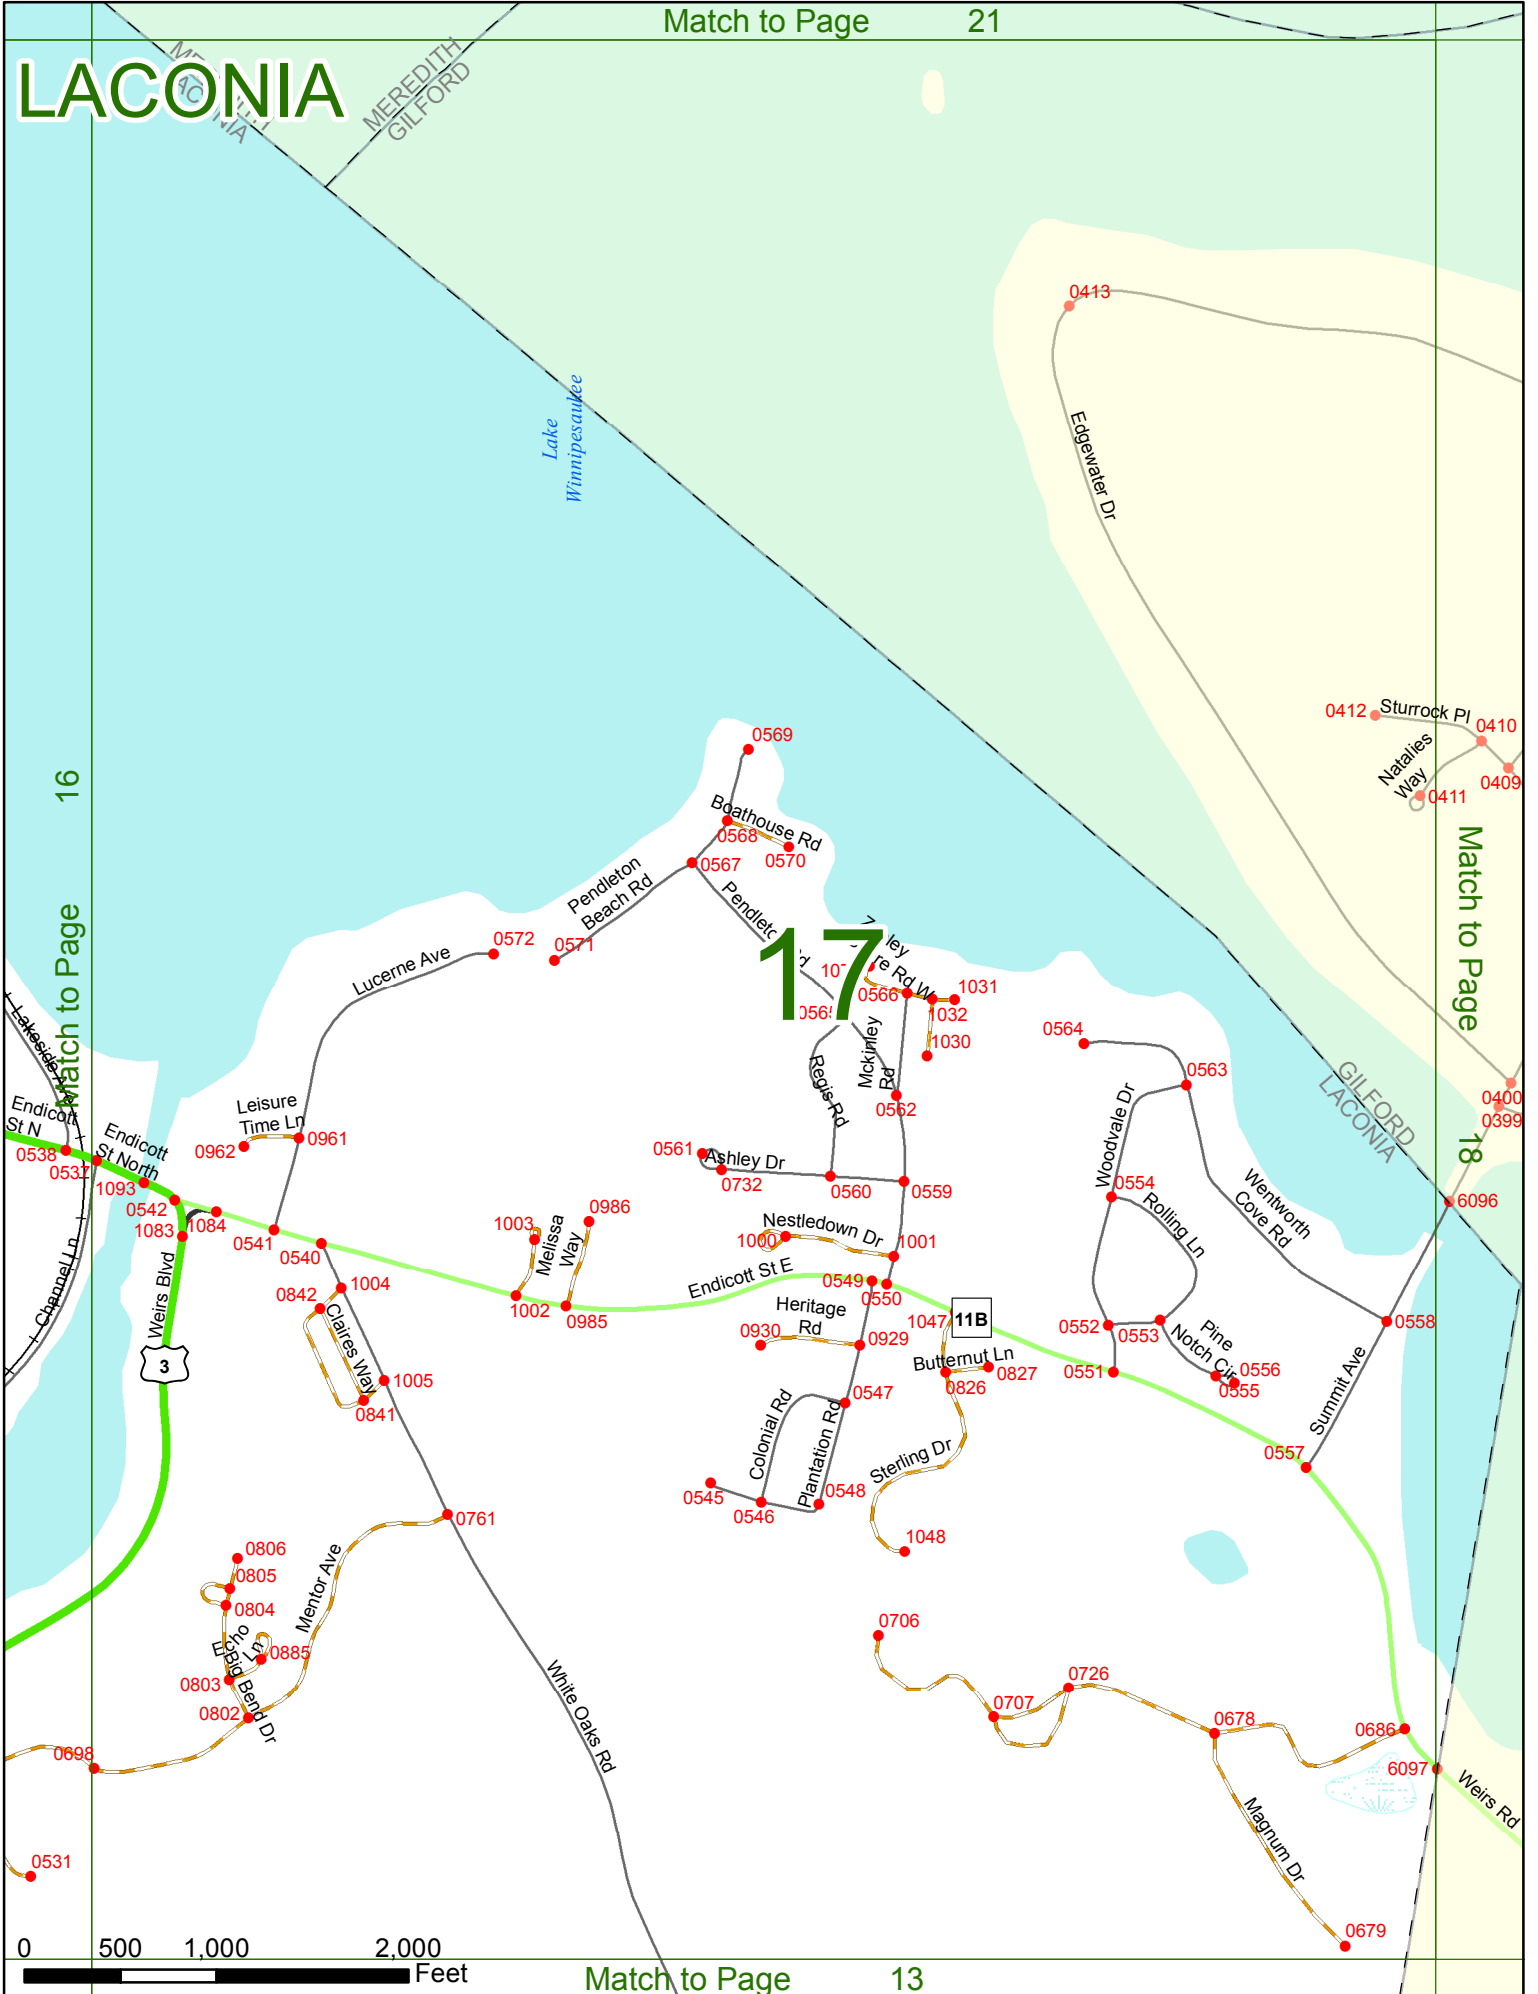 Match to Page 21
LACONIA
MEREDITH
GILFORD
LACONIA
0413
Edgewater Dr
Lake
Winnipesaukee
0412
Sturrock Pl
0410
Natalies
Way
0409
0411
16
Match to Page
Match to Page
18
0569
Boathouse Rd
0568
0570
0567
Pendleton
Beach Rd
0572
0571
Lucerne Ave
17
0566
Rd W
1031
1032
1030
Mckinley
Rd
0564
0563
0562
Regis Rd
GILFORD
LACONIA
0400
0399
Lakeside Ave
Endicott
St N
0538
0537
Endicott
St North
1093
0542
1083
1084
Leisure
Time Ln
0962
0961
0541
0540
0561
Ashley Dr
0732
0560
0559
Woodvale Dr
0554
Rolling Ln
Wentworth
Cove Rd
6096
1003
Melissa
Way
0986
1002
0985
Nestledown Dr
1000
1001
Endicott St E
0549
0550
1047
11B
Channel Ln
Weirs Blvd
3
1004
0842
Claires Way
1005
0841
Heritage
Rd
0930
0929
Butternut Ln
0826
0827
0552
0553
0551
Pine
Notch Cir
0556
0555
0558
Summit Ave
0557
0547
Colonial Rd
Plantation Rd
0545
0546
0548
Sterling Dr
1048
0761
Mentor Ave
0806
0805
0804
Echo
Ln
0885
0803
Big Bend Dr
0802
0698
0531
White Oaks Rd
0706
0707
0726
0678
0686
6097
Weirs Rd
Magnum Dr
0679
0 500 1,000 2,000
Feet
Match to Page 13